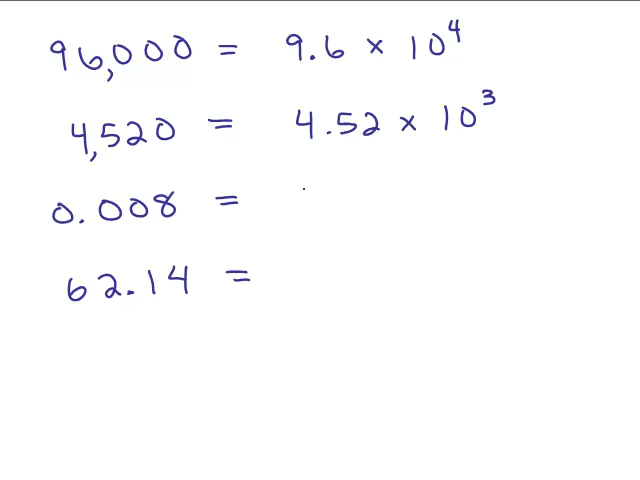 96,000 = 9.6 × 10⁴
4,520 = 4.52 × 10³
0.008 =
62.14 =